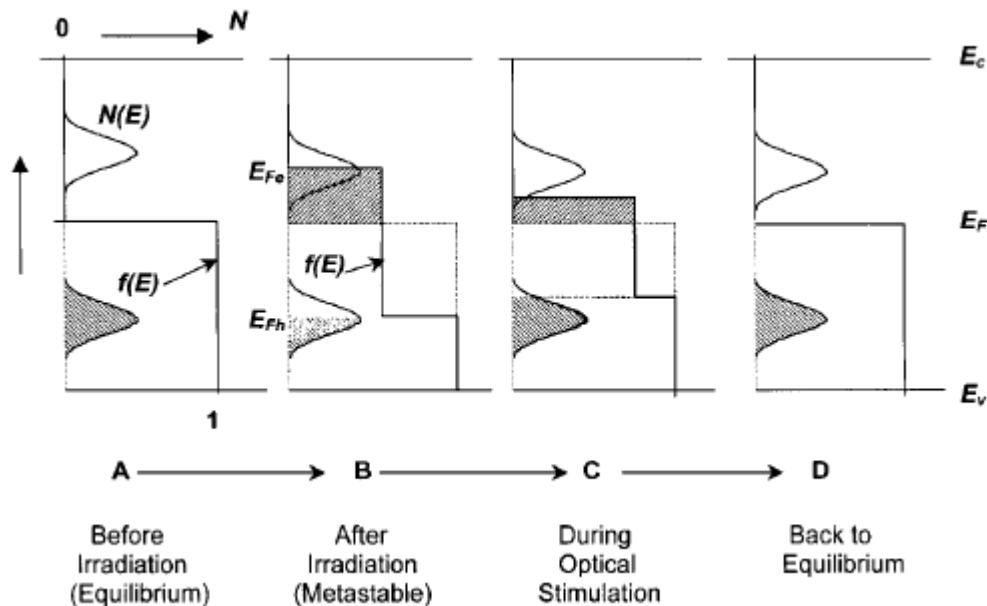 0 N
E_c
N(E)
E_Fe
E_F
f(E)
f(E)
E_Fh
E_v
1
A B C D
Before After During Back to
Irradiation Irradiation Optical Equilibrium
(Equilibrium) (Metastable) Stimulation